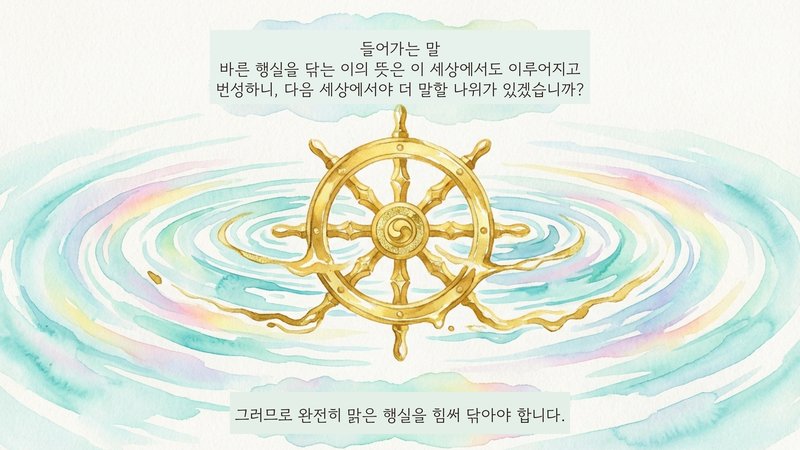 들어가는 말
바른 행실을 닦는 이의 뜻은 이 세상에서도 이루어지고
번성하니, 다음 세상에서야 더 말할 나위가 있겠습니까?
그러므로 완전히 맑은 행실을 힘써 닦아야 합니다.